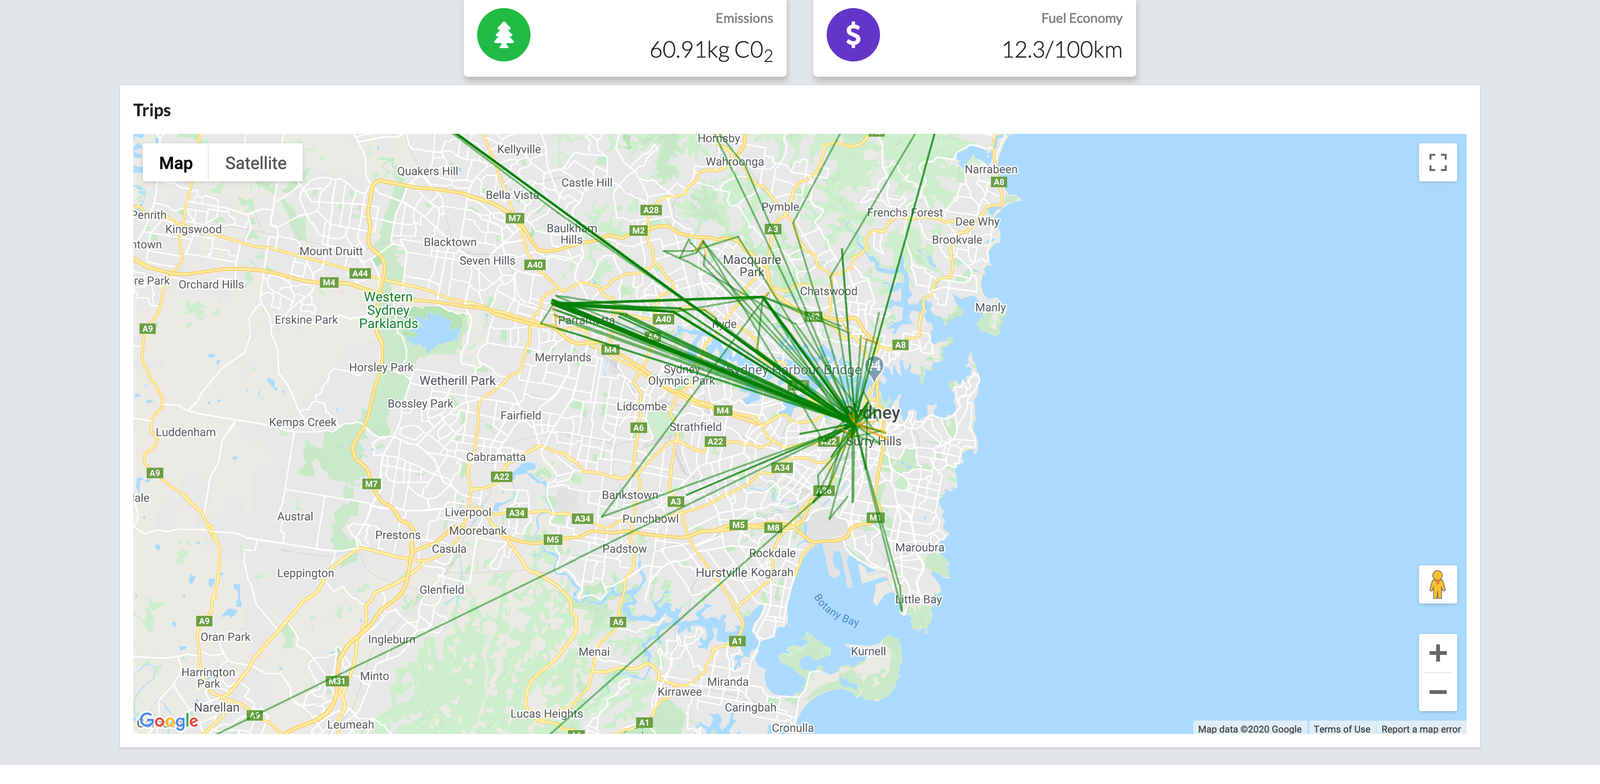 Emissions
60.91kg C0₂
Fuel Economy
12.3/100km
Trips
Map
Satellite
Hornsby
Kellyville
Wahroonga
Quakers Hill
Narrabeen
A8
Castle Hill
Bella Vista
Pymble
A28
Penrith
Frenchs Forest
M7
Dee Why
Kingswood
Baulkham
Hills
M2
A3
Blacktown
Brookvale
ntown
Mount Druitt
Seven Hills
Macquarie
Park
A40
A44
re Park
Orchard Hills
M4
Chatswood
Western
Sydney
Parklands
Manly
Erskine Park
Parramatta
A40
Ryde
M2
A9
A8
M4
Merrylands
Horsley Park
Sydney
Olympic Park
Sydney Harbour Bridge
Wetherill Park
Bossley Park
Lidcombe
M4
Sydney
Kemps Creek
Fairfield
Strathfield
A6
Luddenham
A22
A22
Surry Hills
Cabramatta
A34
A9
A22
M7
Bankstown
A3
A36
ale
Liverpool
A34
A34
Punchbowl
Austral
M1
Moorebank
M5
M8
Prestons
M5
Casula
Padstow
Rockdale
Maroubra
Leppington
Hurstville
Kogarah
Glenfield
Little Bay
Botany Bay
A9
A6
Oran Park
Ingleburn
A1
Menai
Kurnell
Harrington
Park
M31
Minto
Miranda
Kirrawee
Narellan
A9
Lucas Heights
Caringbah
Leumeah
A1
Cronulla
Google
Map data ©2020 Google
Terms of Use
Report a map error